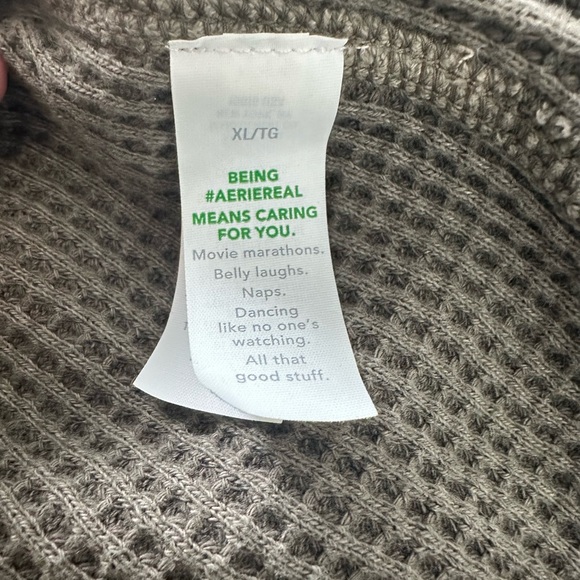 XL/TG
BEING
#AERIEREAL
MEANS CARING
FOR YOU.
Movie marathons.
Belly laughs.
Naps.
Dancing
like no one's
watching.
All that
good stuff.